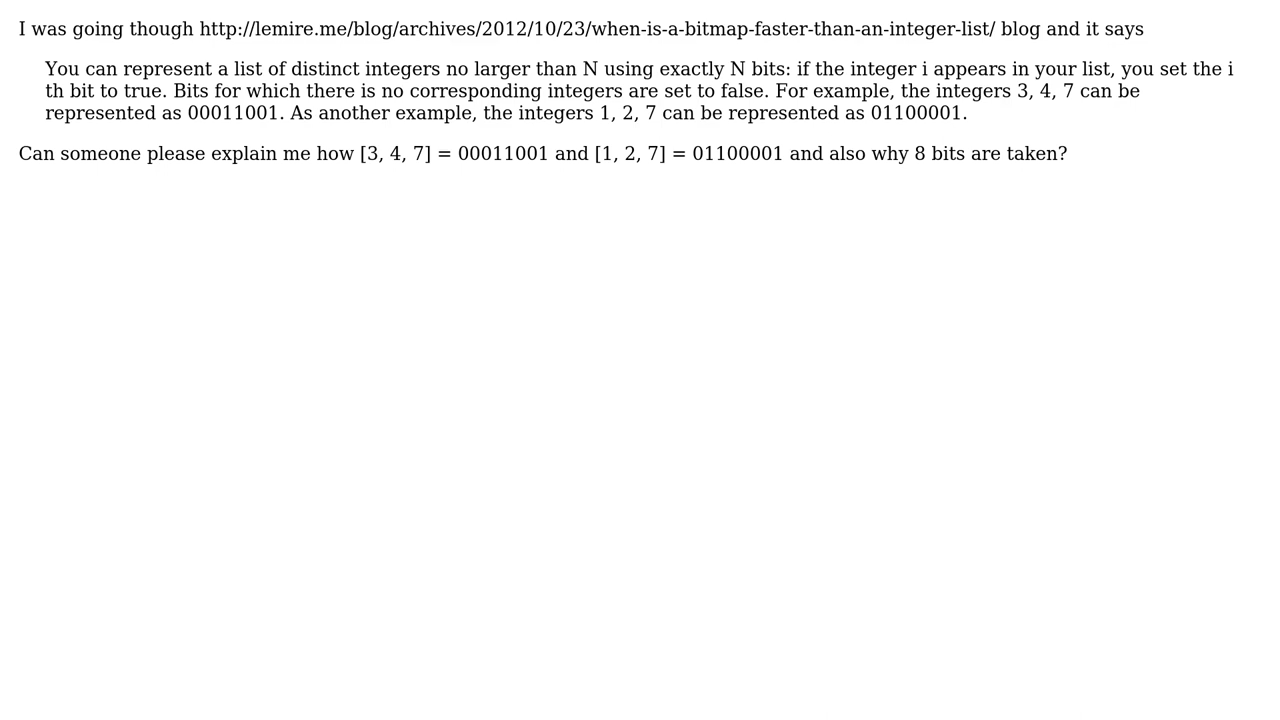 I was going though http://lemire.me/blog/archives/2012/10/23/when-is-a-bitmap-faster-than-an-integer-list/ blog and it says
You can represent a list of distinct integers no larger than N using exactly N bits: if the integer i appears in your list, you set the i
th bit to true. Bits for which there is no corresponding integers are set to false. For example, the integers 3, 4, 7 can be
represented as 00011001. As another example, the integers 1, 2, 7 can be represented as 01100001.
Can someone please explain me how [3, 4, 7] = 00011001 and [1, 2, 7] = 01100001 and also why 8 bits are taken?